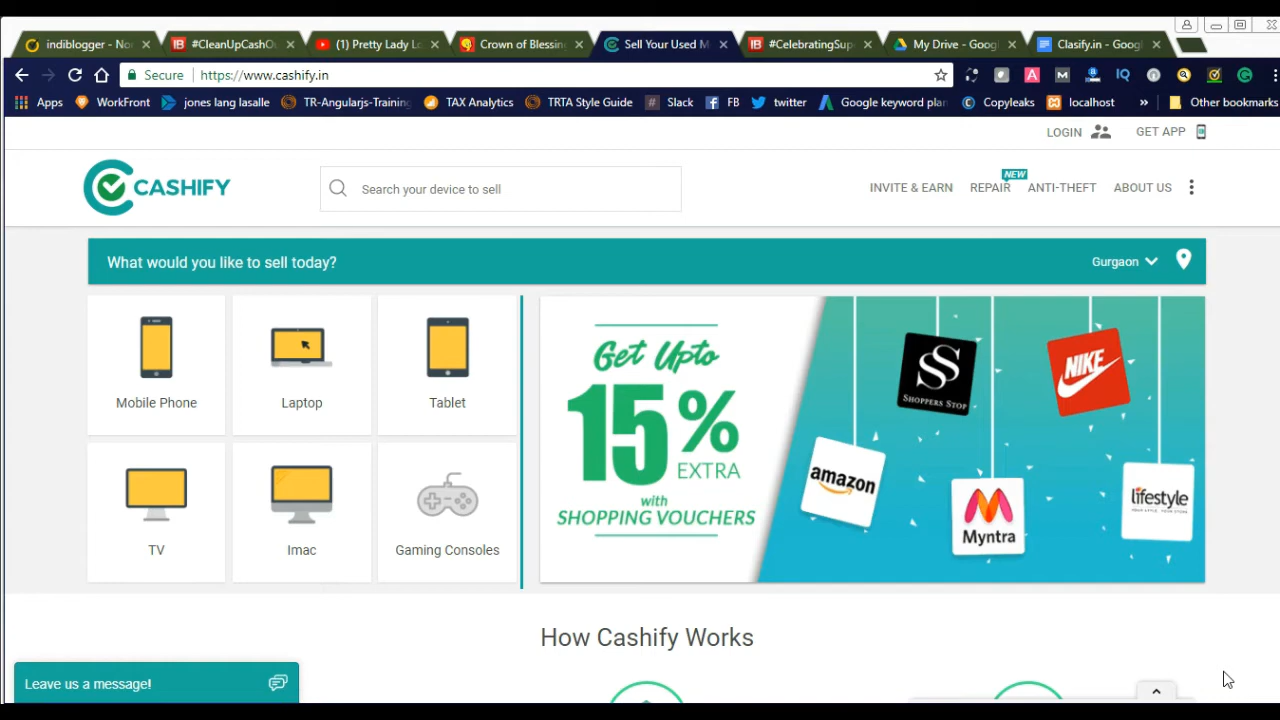 indiblogger - No
#CleanUpCashO
(1) Pretty Lady Lo
Crown of Blessin
Sell Your Used M
#CelebratingSup
My Drive - Googl
Clasify.in - Googl
Secure
https://www.cashify.in
Apps
WorkFront
jones lang lasalle
TR-Angularjs-Training
TAX Analytics
TRTA Style Guide
Slack
FB
twitter
Google keyword plan
Copyleaks
localhost
»
Other bookmarks
LOGIN
GET APP
CASHIFY
Search your device to sell
INVITE & EARN
REPAIR
NEW
ANTI-THEFT
ABOUT US
What would you like to sell today?
Gurgaon
Mobile Phone
Laptop
Tablet
TV
Imac
Gaming Consoles
Get Upto
15%
EXTRA
with
SHOPPING VOUCHERS
SHOPPERS STOP
NIKE
amazon
Myntra
lifestyle
How Cashify Works
Leave us a message!